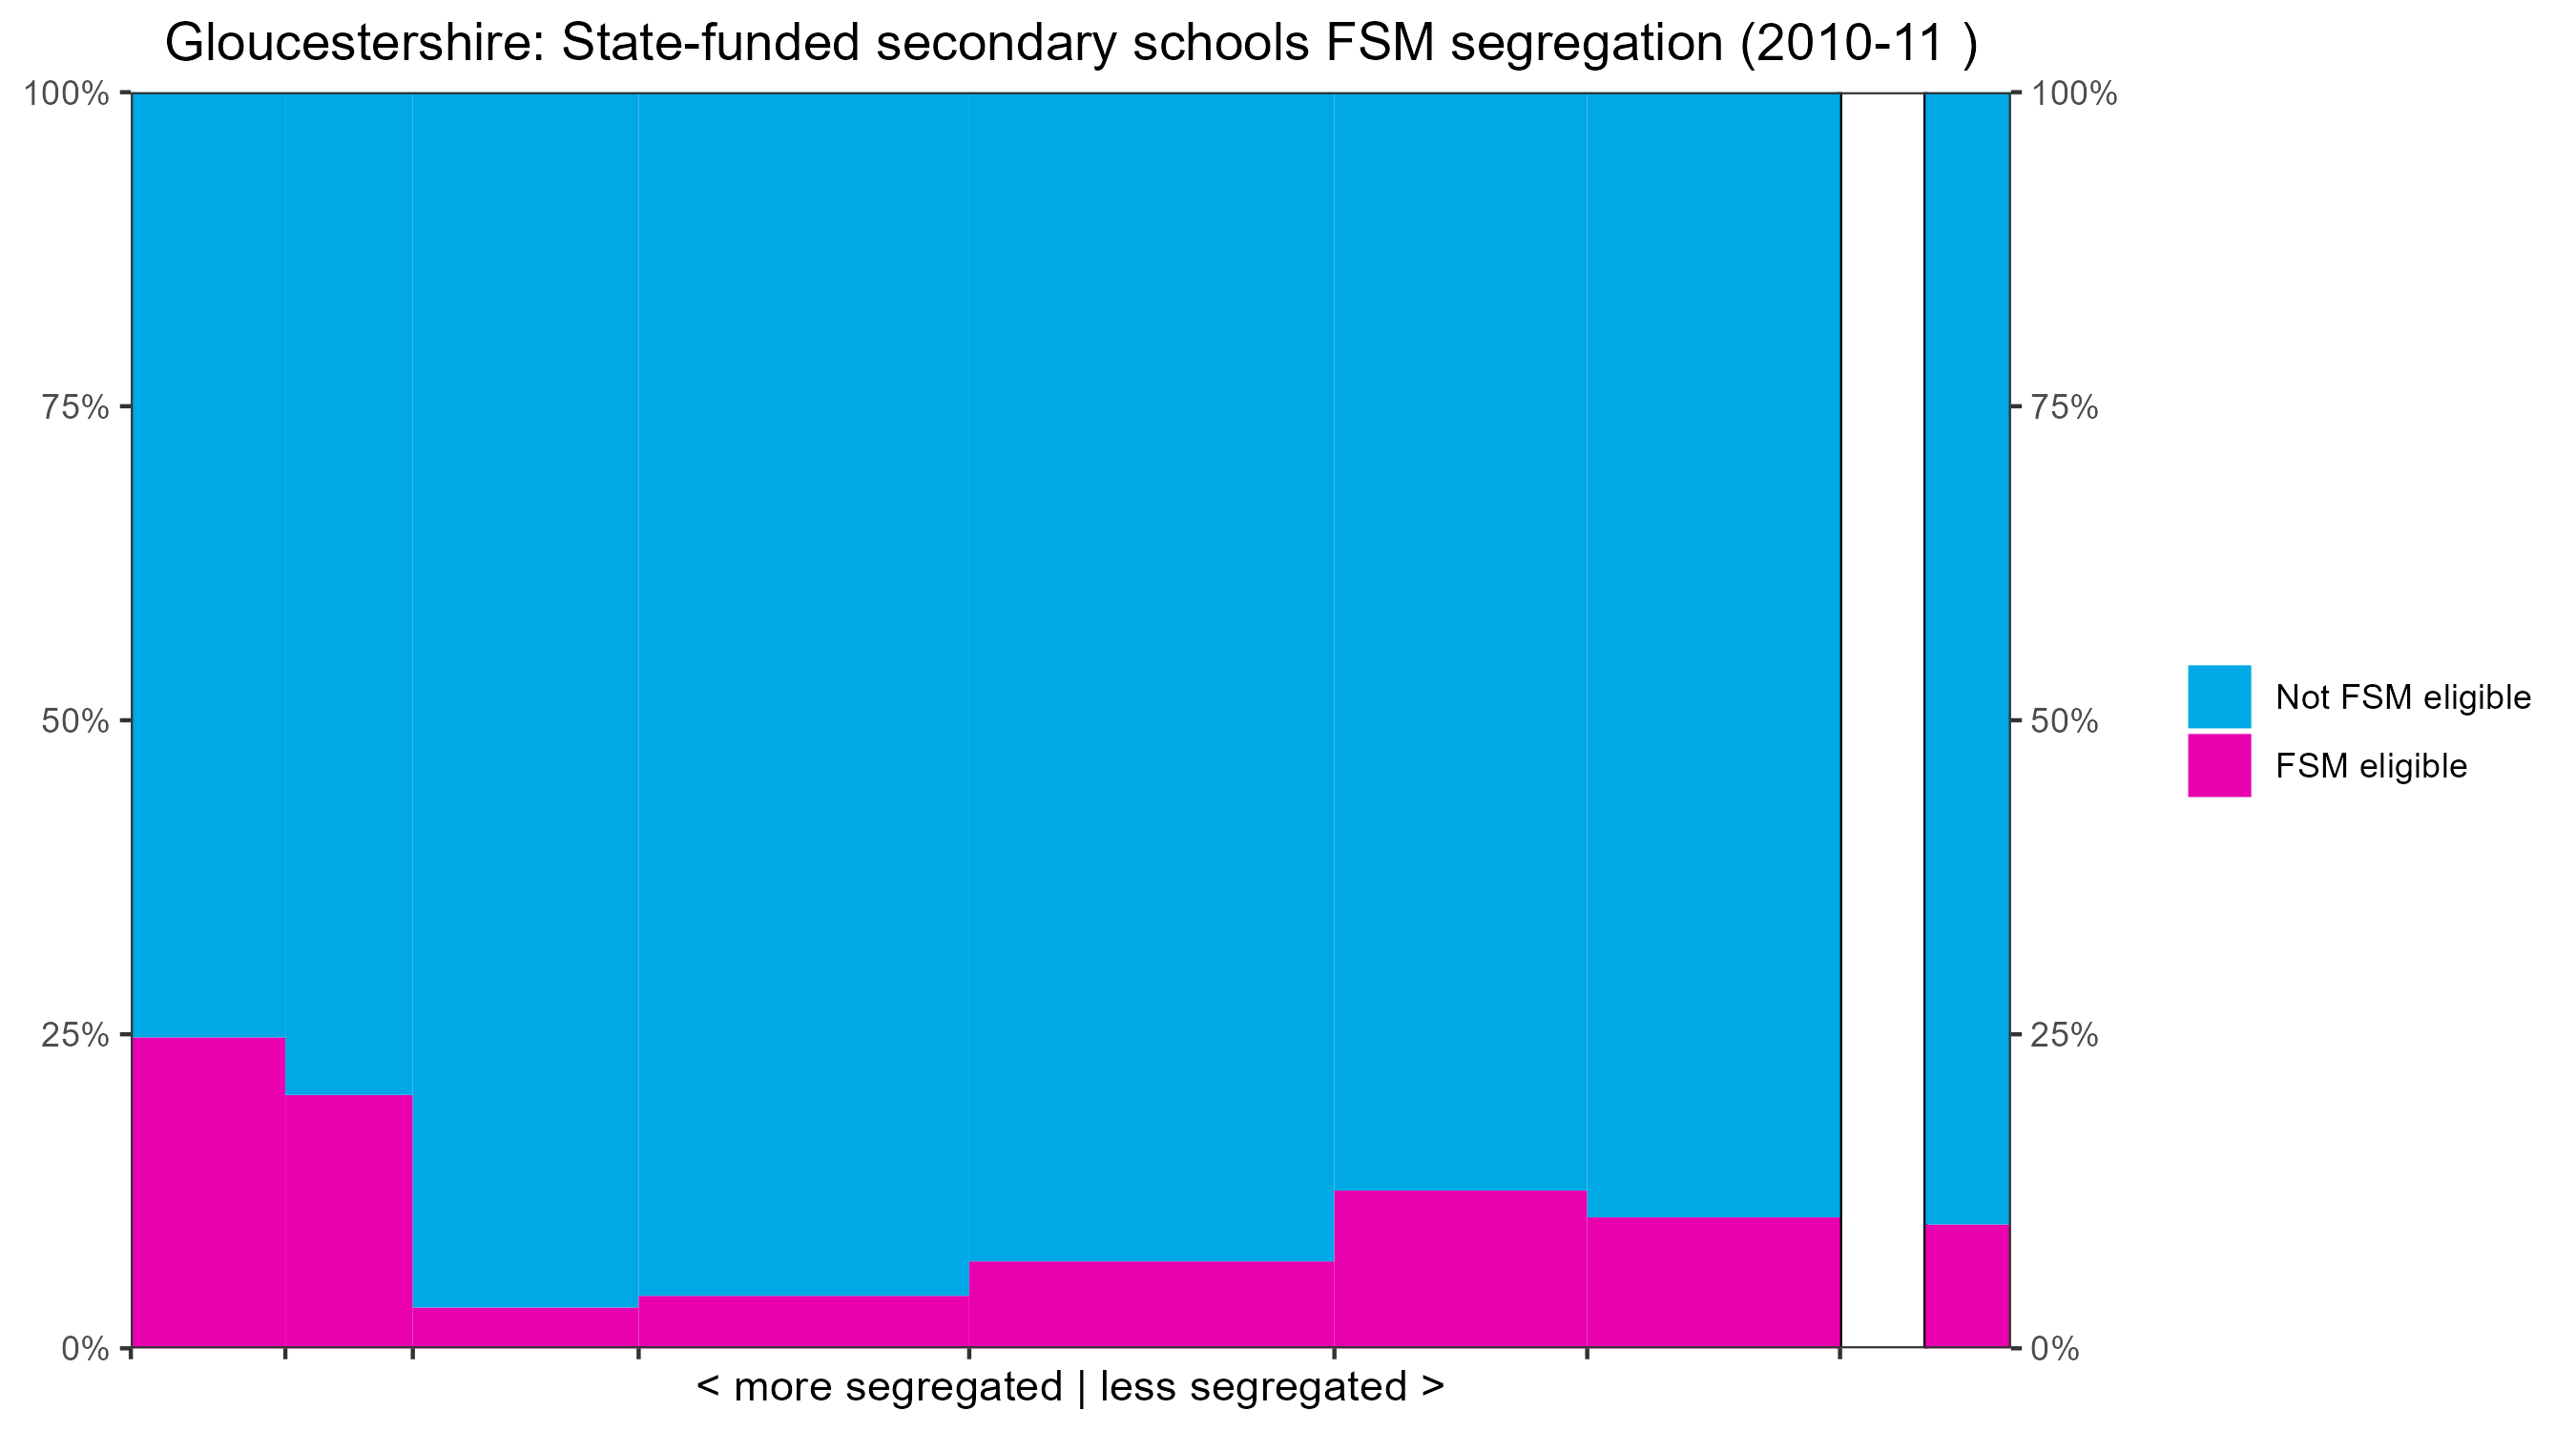 Gloucestershire: State-funded secondary schools FSM segregation (2010-11 )
100%
100%
75%
75%
50%
50%
25%
25%
0%
0%
Not FSM eligible
FSM eligible
< more segregated | less segregated >